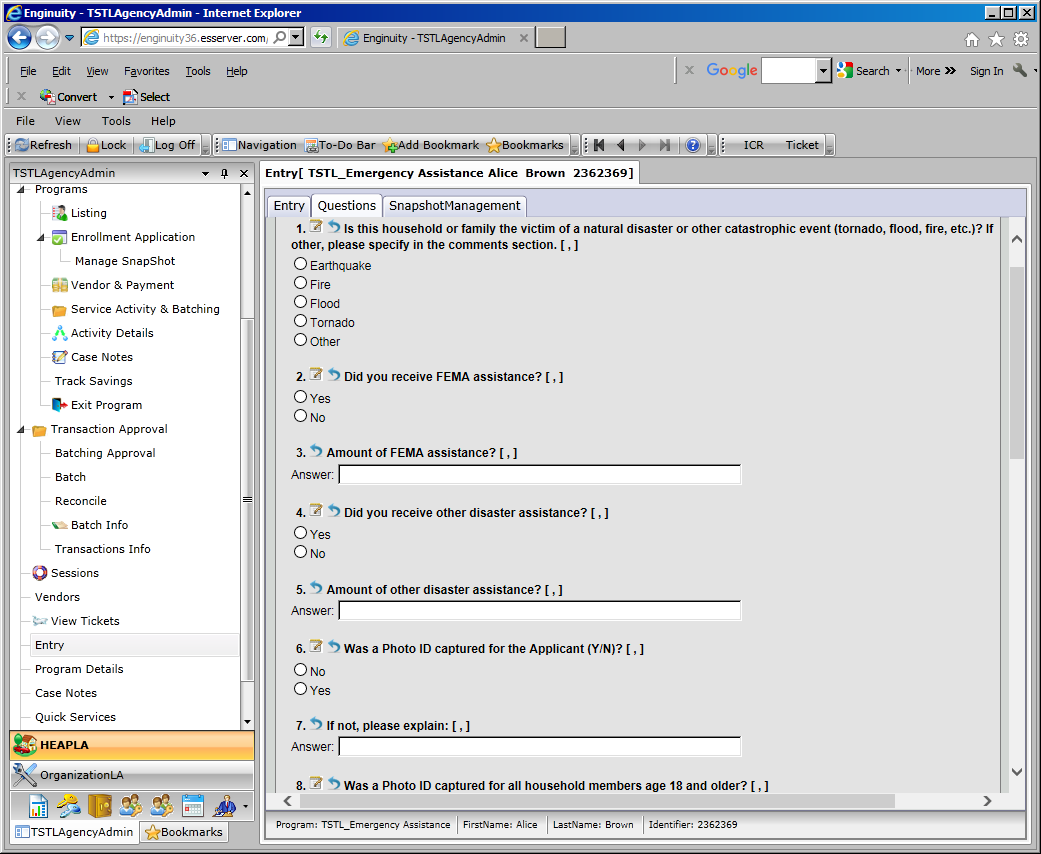 Enginuity - TSTLAgencyAdmin - Internet Explorer
https://enginuity36.esserver.com/
Enginuity - TSTLAgencyAdmin
File Edit View Favorites Tools Help
Google Search More Sign In
Convert Select
File View Tools Help
Refresh Lock Log Off Navigation To-Do Bar Add Bookmark Bookmarks ICR Ticket
TSTLAgencyAdmin
Programs
Listing
Enrollment Application
Manage SnapShot
Vendor & Payment
Service Activity & Batching
Activity Details
Case Notes
Track Savings
Exit Program
Transaction Approval
Batching Approval
Batch
Reconcile
Batch Info
Transactions Info
Sessions
Vendors
View Tickets
Entry
Program Details
Case Notes
Quick Services
HEAPLA
OrganizationLA
TSTLAgencyAdmin Bookmarks
Entry[ TSTL_Emergency Assistance Alice Brown 2362369]
Entry Questions SnapshotManagement
1. Is this household or family the victim of a natural disaster or other catastrophic event (tornado, flood, fire, etc.)? If
other, please specify in the comments section. [ , ]
Earthquake
Fire
Flood
Tornado
Other
2. Did you receive FEMA assistance? [ , ]
Yes
No
3. Amount of FEMA assistance? [ , ]
Answer:
4. Did you receive other disaster assistance? [ , ]
Yes
No
5. Amount of other disaster assistance? [ , ]
Answer:
6. Was a Photo ID captured for the Applicant (Y/N)? [ , ]
No
Yes
7. If not, please explain: [ , ]
Answer:
8. Was a Photo ID captured for all household members age 18 and older? [ , ]
Program: TSTL_Emergency Assistance FirstName: Alice LastName: Brown Identifier: 2362369